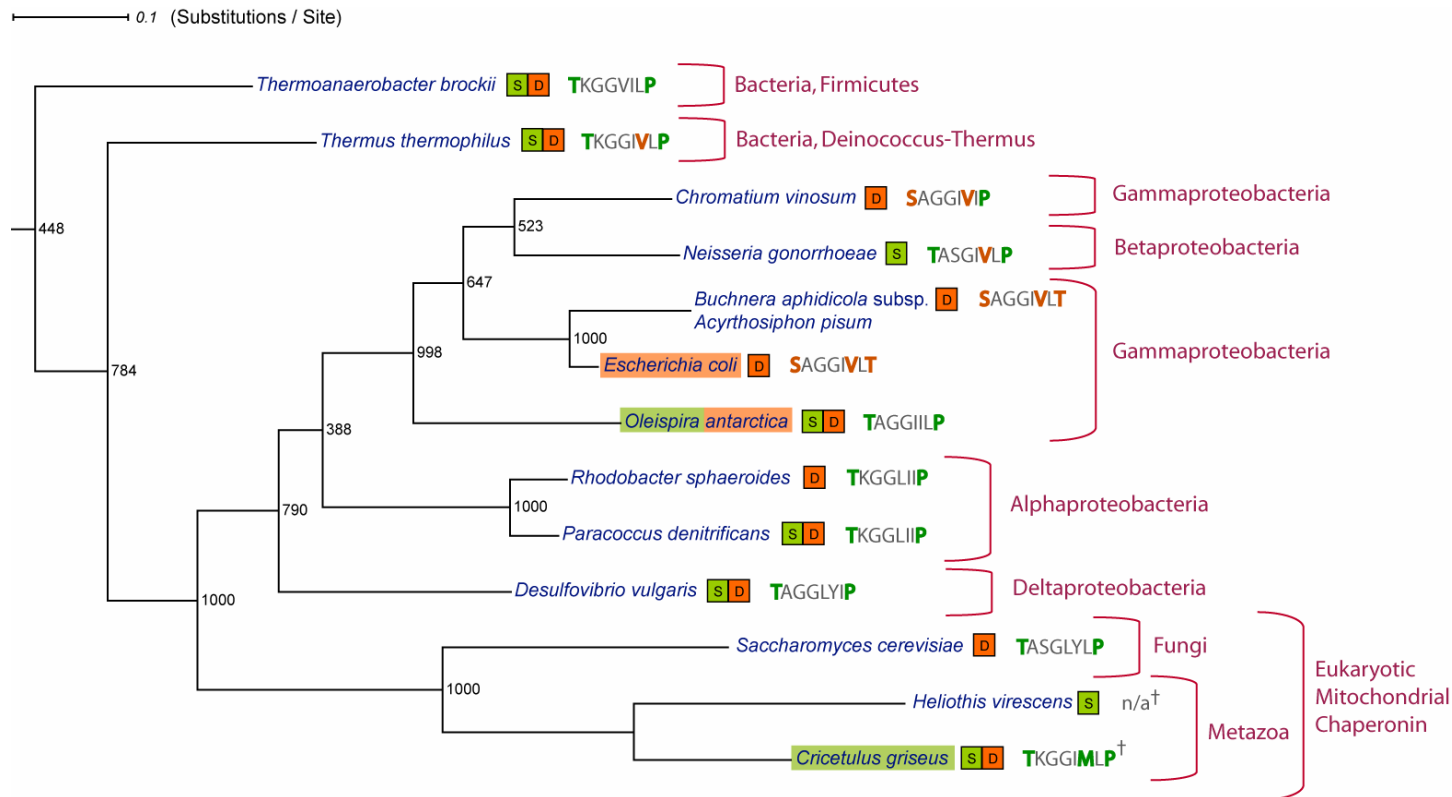 0.1 (Substitutions / Site)
Thermoanaerobacter brockii S D TKGGVILP Bacteria, Firmicutes
Thermus thermophilus S D TKGGIVLP Bacteria, Deinococcus-Thermus
Chromatium vinosum D SAGGIVIP Gammaproteobacteria
448
523
Neisseria gonorrhoeae S TASGIVLP Betaproteobacteria
647
Buchnera aphidicola subsp. D SAGGIVLT
Acyrthosiphon pisum
1000
998
Gammaproteobacteria
Escherichia coli D SAGGIVLT
784
Oleispira antarctica S D TAGGIILP
388
Rhodobacter sphaeroides D TKGGLIIP
1000
Alphaproteobacteria
790
Paracoccus denitrificans S D TKGGLIIP
Desulfovibrio vulgaris S D TAGGLYIP Deltaproteobacteria
1000
Saccharomyces cerevisiae D TASGLYLP Fungi
1000
Eukaryotic
Mitochondrial
Chaperonin
Heliothis virescens S n/a†
Metazoa
Cricetulus griseus S D TKGGIMLP†